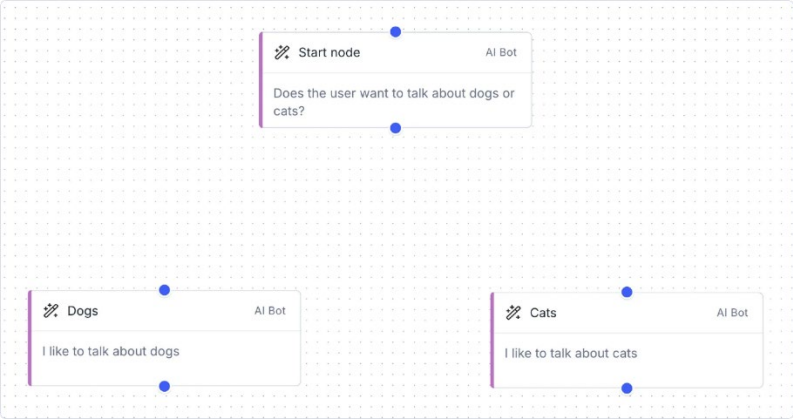 Start node
AI Bot
Does the user want to talk about dogs or
cats?
Dogs
AI Bot
I like to talk about dogs
Cats
AI Bot
I like to talk about cats